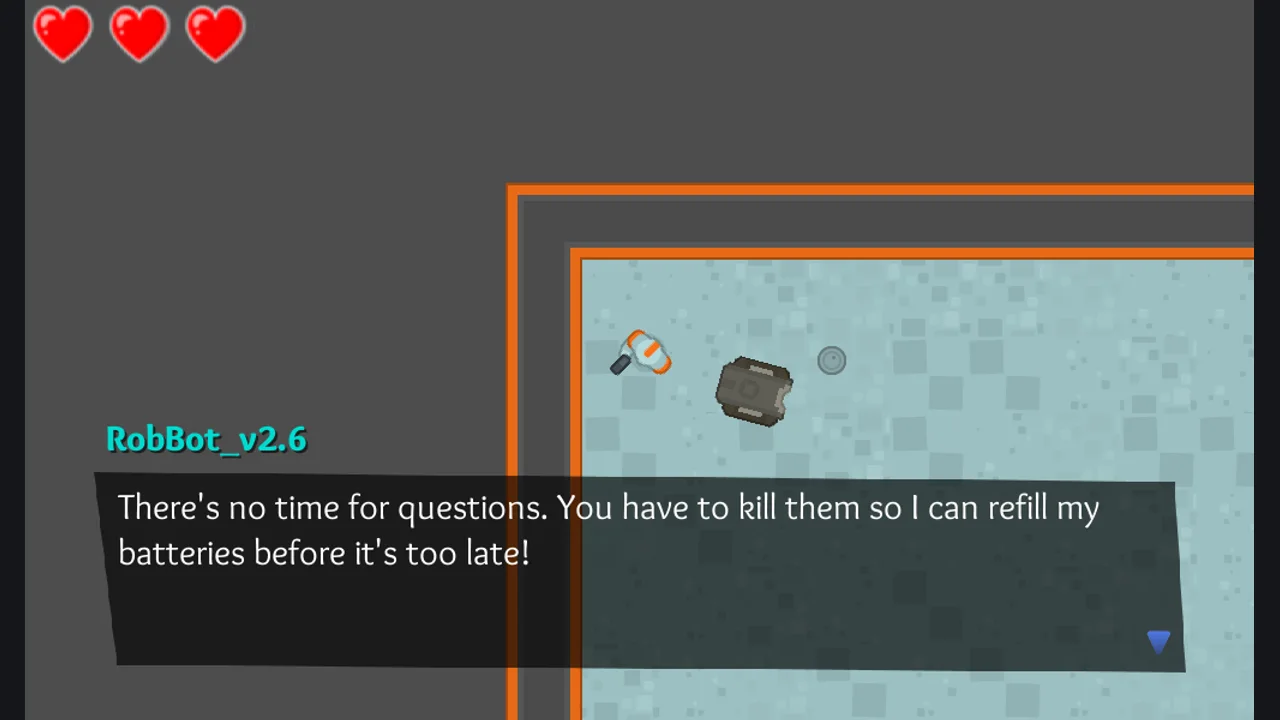 RobBot_v2.6
There's no time for questions. You have to kill them so I can refill my
batteries before it's too late!